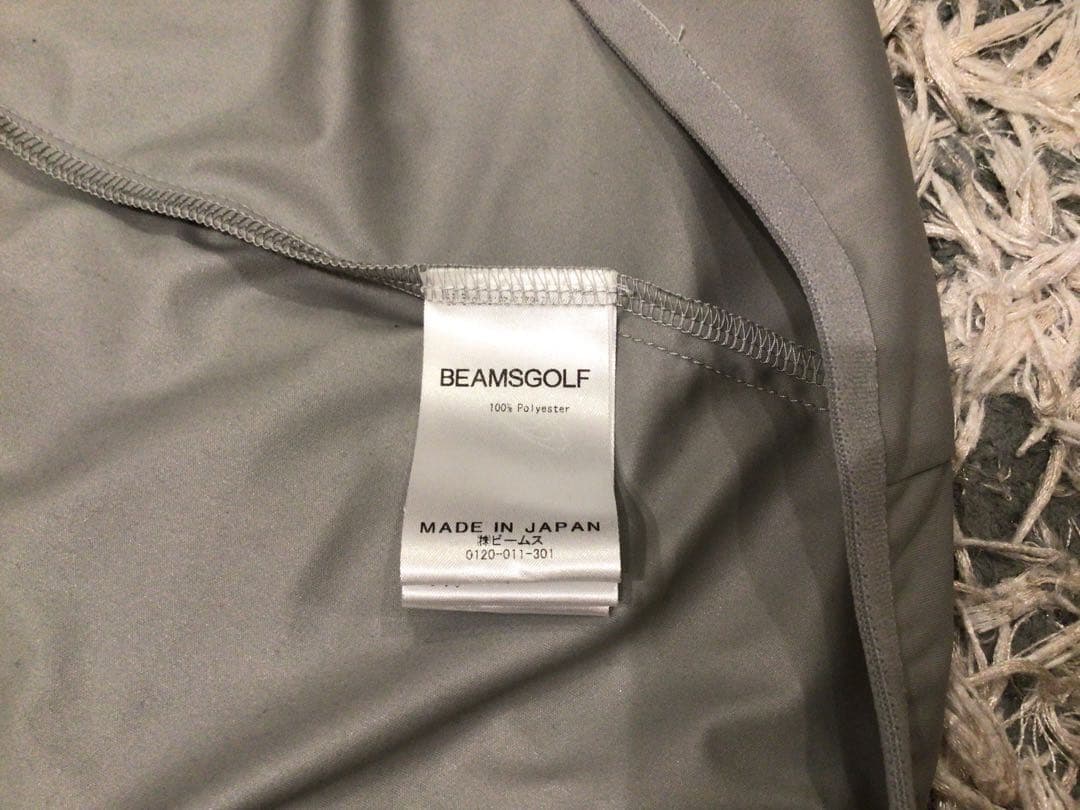 BEAMSGOLF
100% Polyester
MADE IN JAPAN
㈱ビームス
0120-011-301